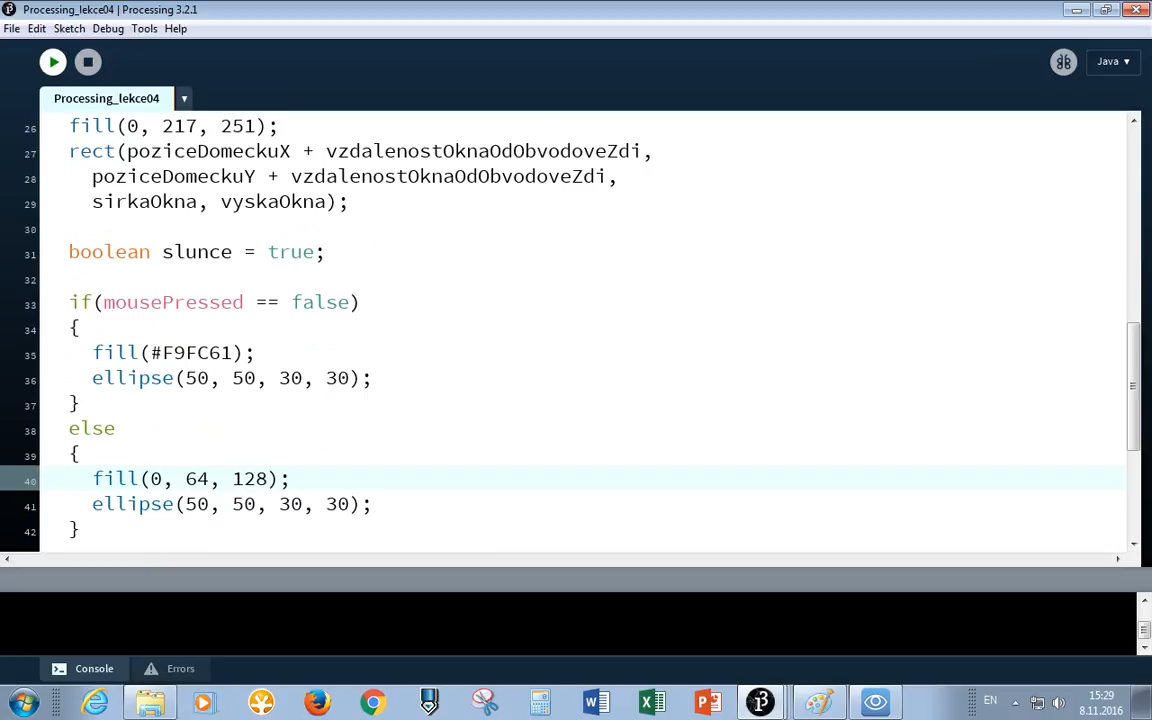 Processing_lekce04 | Processing 3.2.1
File Edit Sketch Debug Tools Help
Java ▾
Processing_lekce04 ▾
26 fill(0, 217, 251);
27 rect(poziceDomeckuX + vzdalenostOknaOdObvodoveZdi,
28 poziceDomeckuY + vzdalenostOknaOdObvodoveZdi,
29 sirkaOkna, vyskaOkna);
30
31 boolean slunce = true;
32
33 if(mousePressed == false)
34 {
35 fill(#F9FC61);
36 ellipse(50, 50, 30, 30);
37 }
38 else
39 {
40 fill(0, 64, 128);
41 ellipse(50, 50, 30, 30);
42 }
Console Errors
EN
15:29
8.11.2016